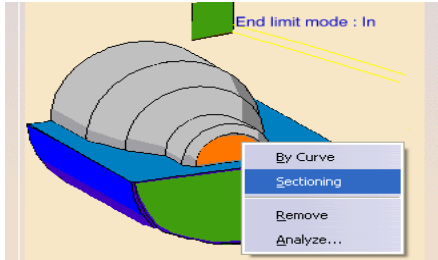 End limit mode : In
By Curve
Sectioning
Remove
Analyze...